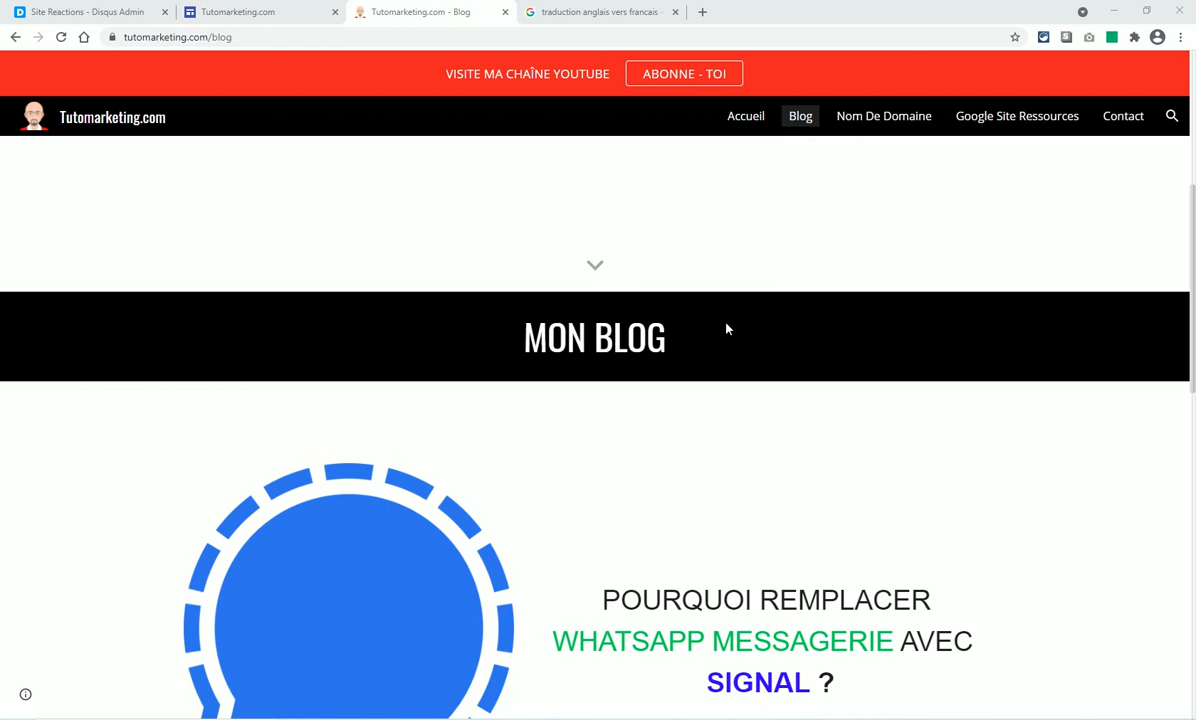 Site Reactions - Disqus Admin
Tutomarketing.com
Tutomarketing.com - Blog
traduction anglais vers francais -
tutomarketing.com/blog
VISITE MA CHAÎNE YOUTUBE
ABONNE - TOI
Tutomarketing.com
Accueil
Blog
Nom De Domaine
Google Site Ressources
Contact
MON BLOG
POURQUOI REMPLACER
WHATSAPP MESSAGERIE AVEC
SIGNAL ?